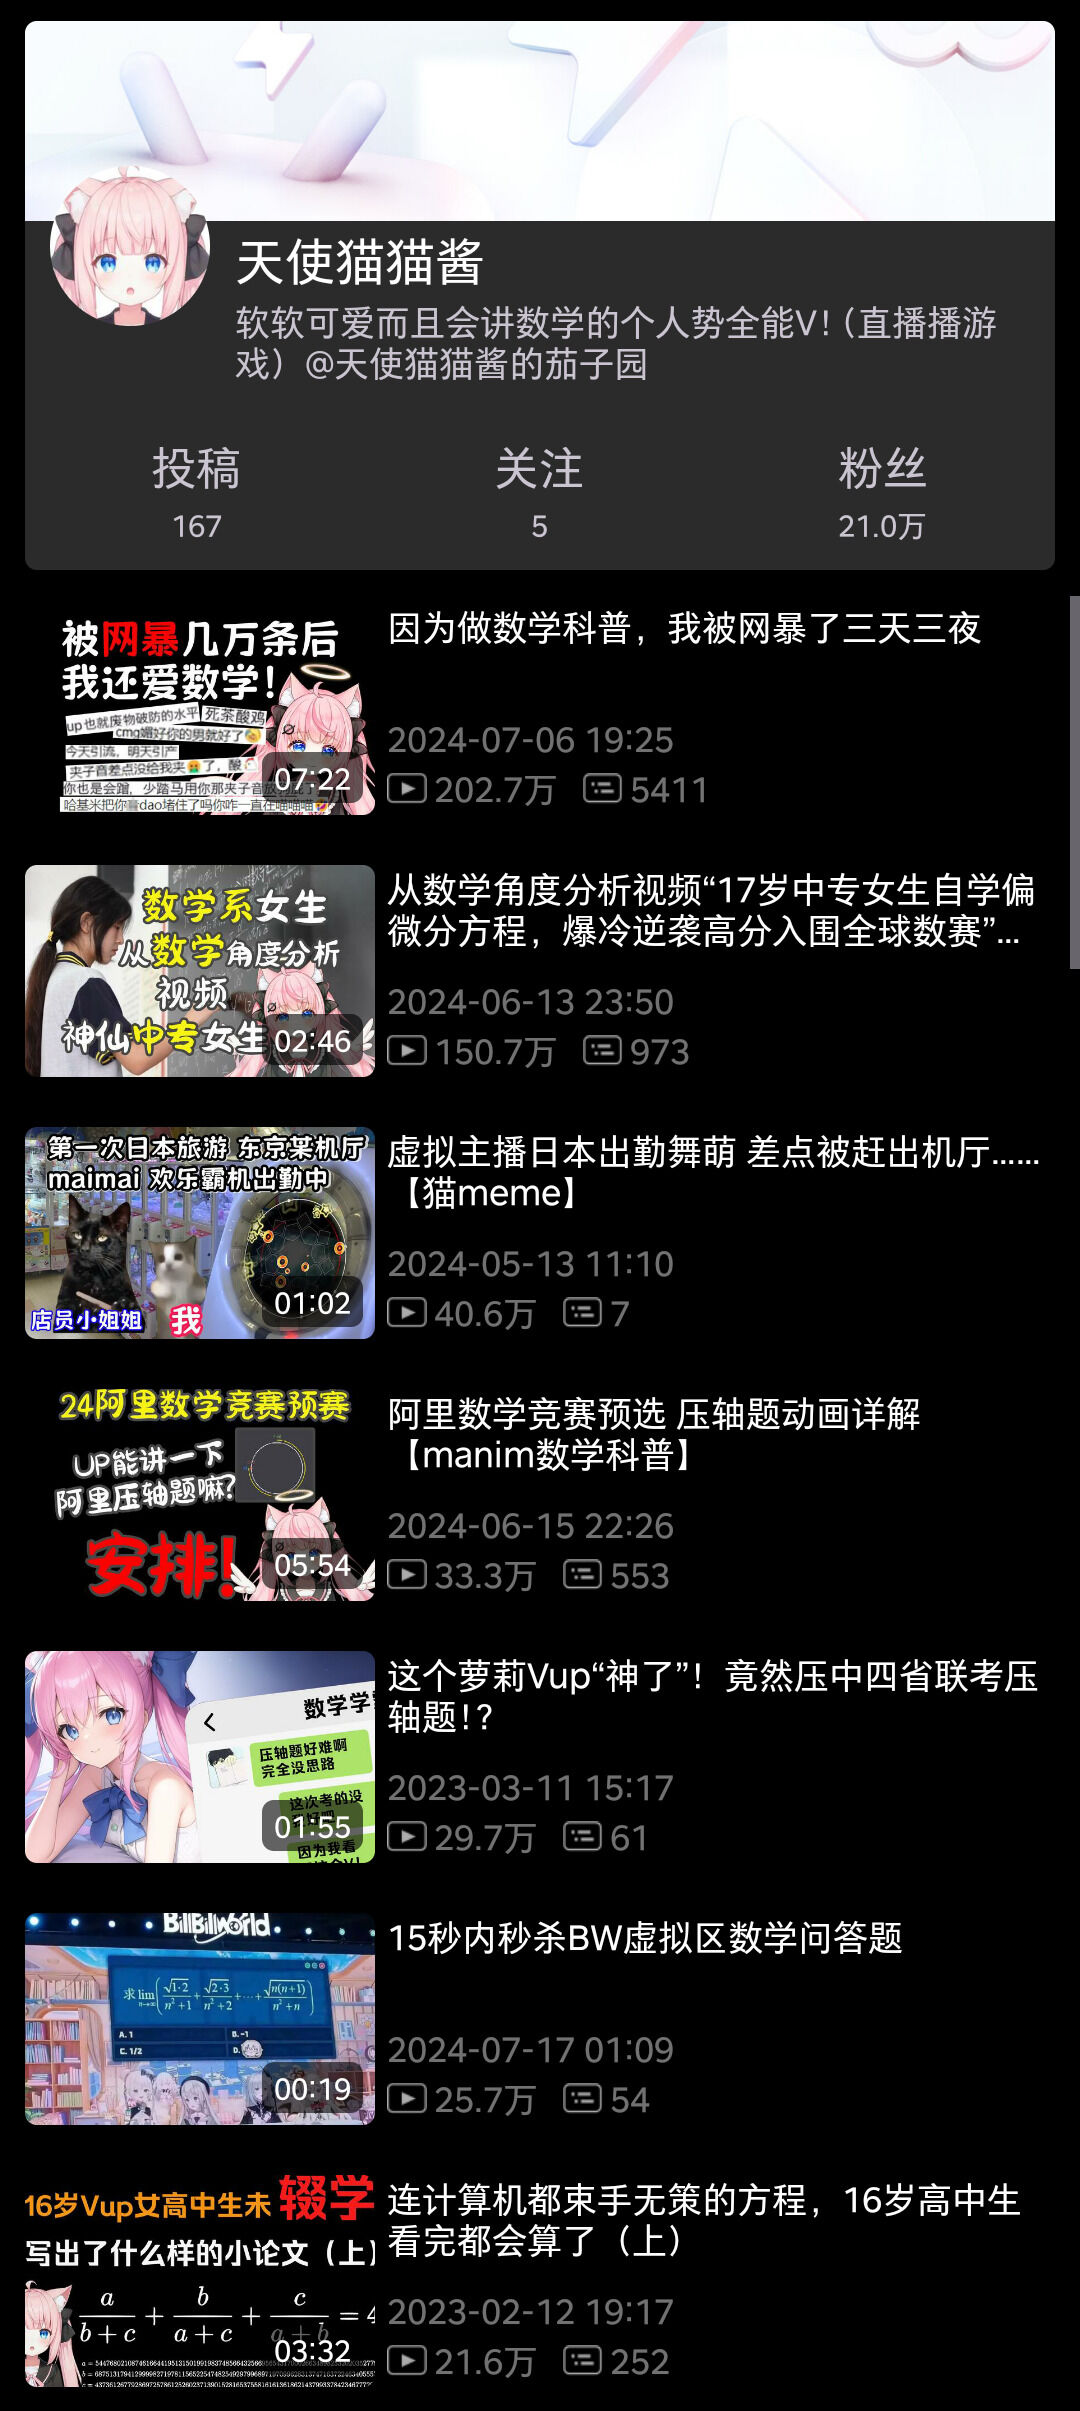 天使猫猫酱
软软可爱而且会讲数学的个人势全能V！(直播播游
戏）@天使猫猫酱的茄子园
投稿
关注
粉丝
167
5
21.0万
被网暴几万条后
我还爱数学！
up也就废物破防的水平
死茶酸鸡
cmq媚好你的男就好了
今天引流，明天引产
夹子音差点没给我夹🤮了，酸
你也是会蹭，少踏马用你那夹子音放屁了
哈基米把你dao堵住了吗你咋一直在喵喵喵
07:22
因为做数学科普，我被网暴了三天三夜
2024-07-06 19:25
202.7万 5411
数学系女生
从数学角度分析
视频
神仙中专女生
02:46
从数学角度分析视频“17岁中专女生自学偏
微分方程，爆冷逆袭高分入围全球数赛”...
2024-06-13 23:50
150.7万 973
第一次日本旅游 东京某机厅
maimai 欢乐霸机出勤中
店员小姐姐
我
01:02
虚拟主播日本出勤舞萌 差点被赶出机厅......
【猫meme】
2024-05-13 11:10
40.6万 7
24阿里数学竞赛预赛
UP能讲一下
阿里压轴题嘛?
安排!
05:54
阿里数学竞赛预选 压轴题动画详解
【manim数学科普】
2024-06-15 22:26
33.3万 553
数学学
压轴题好难啊
完全没思路
这次考的没
因为我看
01:55
这个萝莉Vup“神了”！竟然压中四省联考压
轴题!?
2023-03-11 15:17
29.7万 61
BiliBiliWorld
求 lim n→∞ (√1·2/n²+1 + √2·3/n²+2 + ··· + √n(n+1)/n²+n)
A. 1
B. -1
C. 1/2
D.
00:19
15秒内秒杀BW虚拟区数学问答题
2024-07-17 01:09
25.7万 54
16岁Vup女高中生未辍学
写出了什么样的小论文（上）
a/b+c + b/a+c + c/a+b = 4
03:32
连计算机都束手无策的方程，16岁高中生
看完都会算了（上）
2023-02-12 19:17
21.6万 252